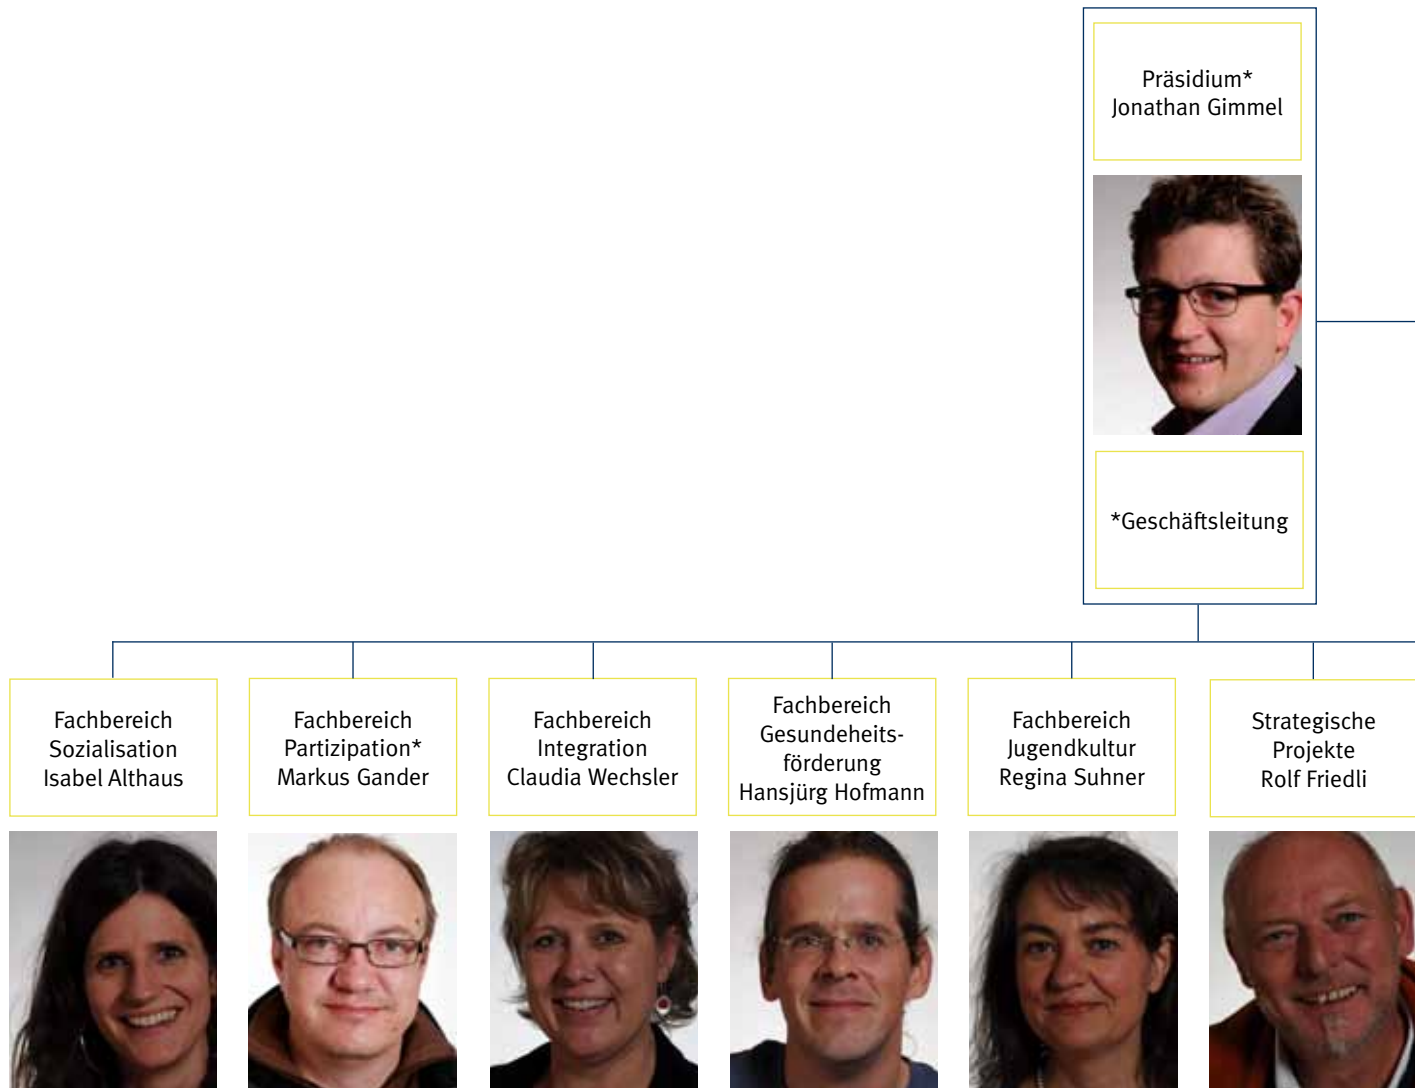 Präsidium*
Jonathan Gimmel
*Geschäftsleitung
Fachbereich
Sozialisation
Isabel Althaus
Fachbereich
Partizipation*
Markus Gander
Fachbereich
Integration
Claudia Wechsler
Fachbereich
Gesundeheits-
förderung
Hansjürg Hofmann
Fachbereich
Jugendkultur
Regina Suhner
Strategische
Projekte
Rolf Friedli